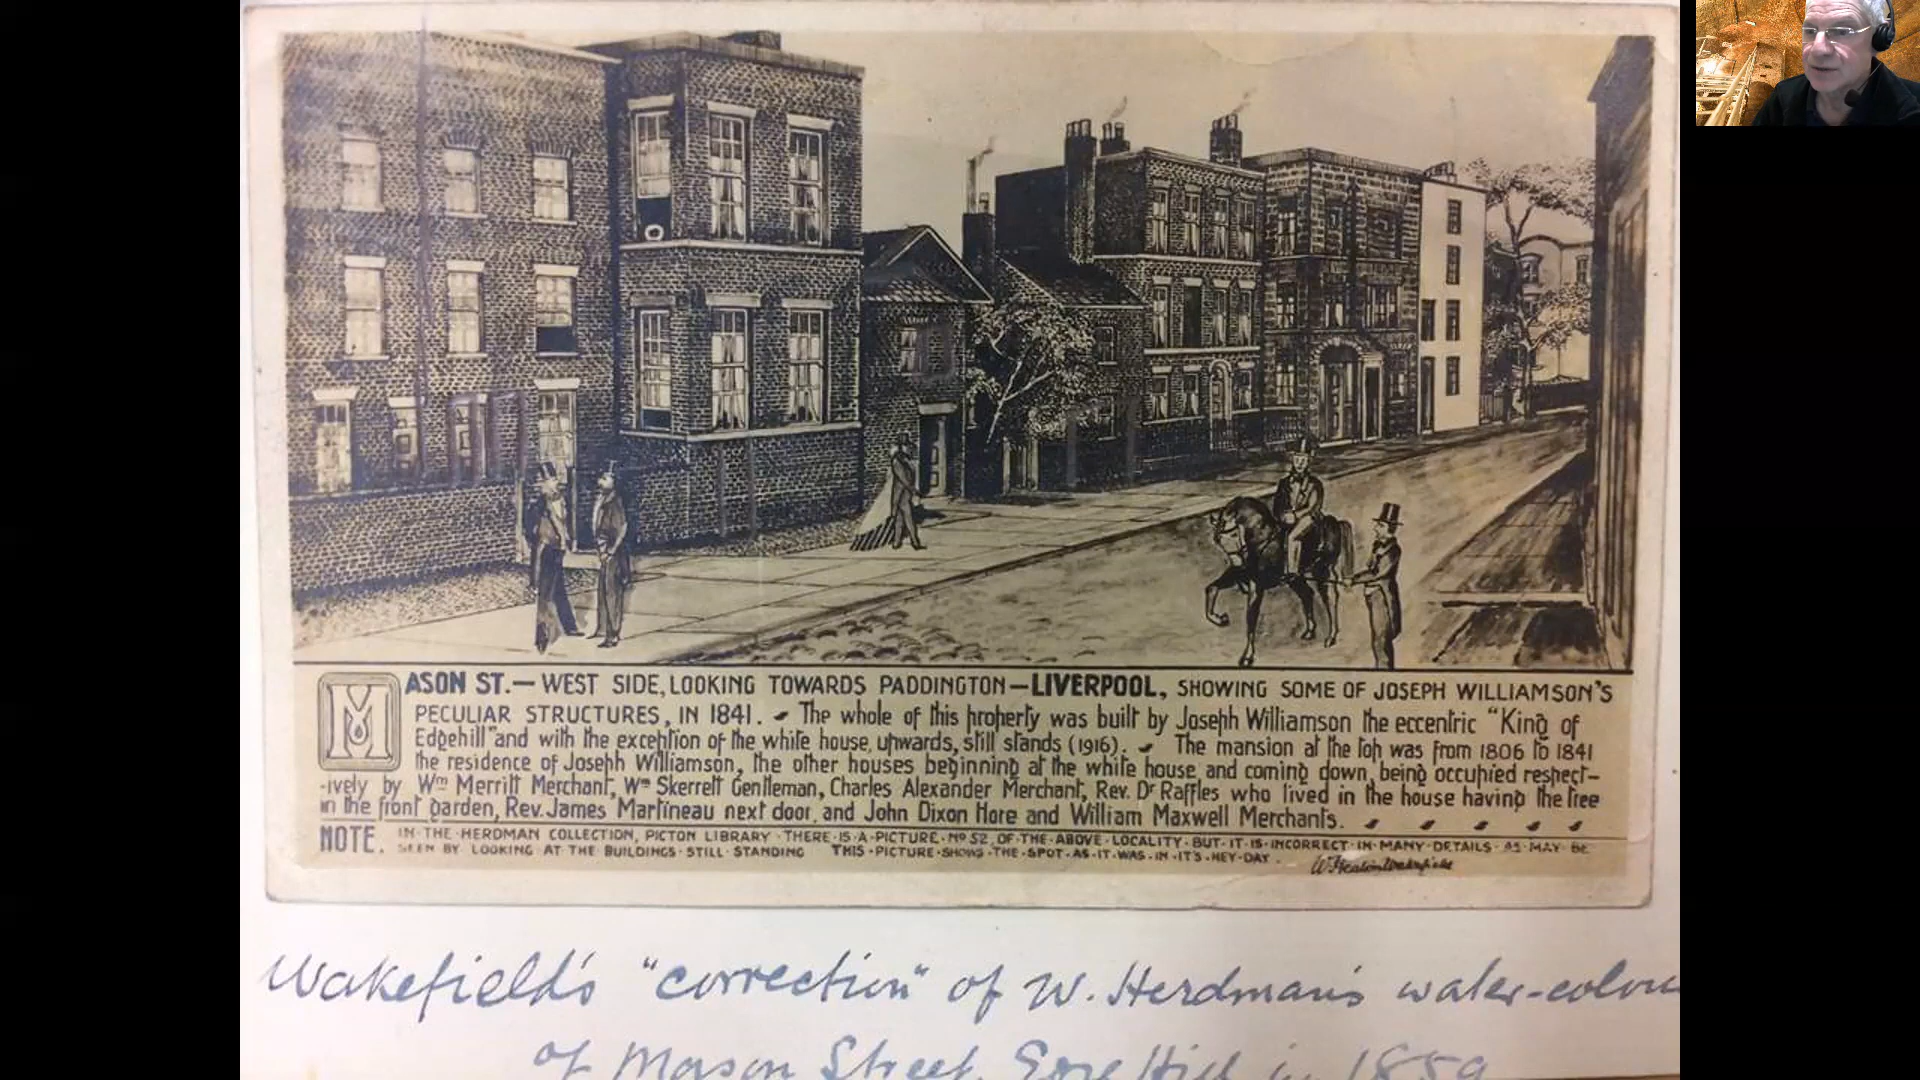 MASON ST.— WEST SIDE, LOOKING TOWARDS PADDINGTON—LIVERPOOL, SHOWING SOME OF JOSEPH WILLIAMSON'S
PECULIAR STRUCTURES, IN 1841. The whole of this property was built by Joseph Williamson the eccentric "King of
Edgehill" and with the exception of the white house, upwards, still stands (1916). The mansion at the top was from 1806 to 1841
the residence of Joseph Williamson, the other houses beginning at the white house and coming down, being occupied respect-
-ively by Wm Merritt Merchant, Wm Skerrett Gentleman, Charles Alexander Merchant, Rev. Dr Raffles who lived in the house having the tree
in the front garden, Rev. James Martineau next door, and John Dixon Hore and William Maxwell Merchants.
NOTE. IN·THE·HERDMAN COLLECTION, PICTON LIBRARY·THERE·IS·A·PICTURE·No 52, OF·THE·ABOVE·LOCALITY·BUT·IT·IS·INCORRECT·IN·MANY·DETAILS·AS·MAY·BE
SEEN BY LOOKING AT THE BUILDINGS·STILL·STANDING THIS·PICTURE·SHOWS·THE·SPOT·AS·IT·WAS·IN·IT'S·HEY·DAY·
W Heaton Wakefield
Wakefield's "correction" of W. Herdman's water-colou
of Mason Street, Edge Hill in 1859